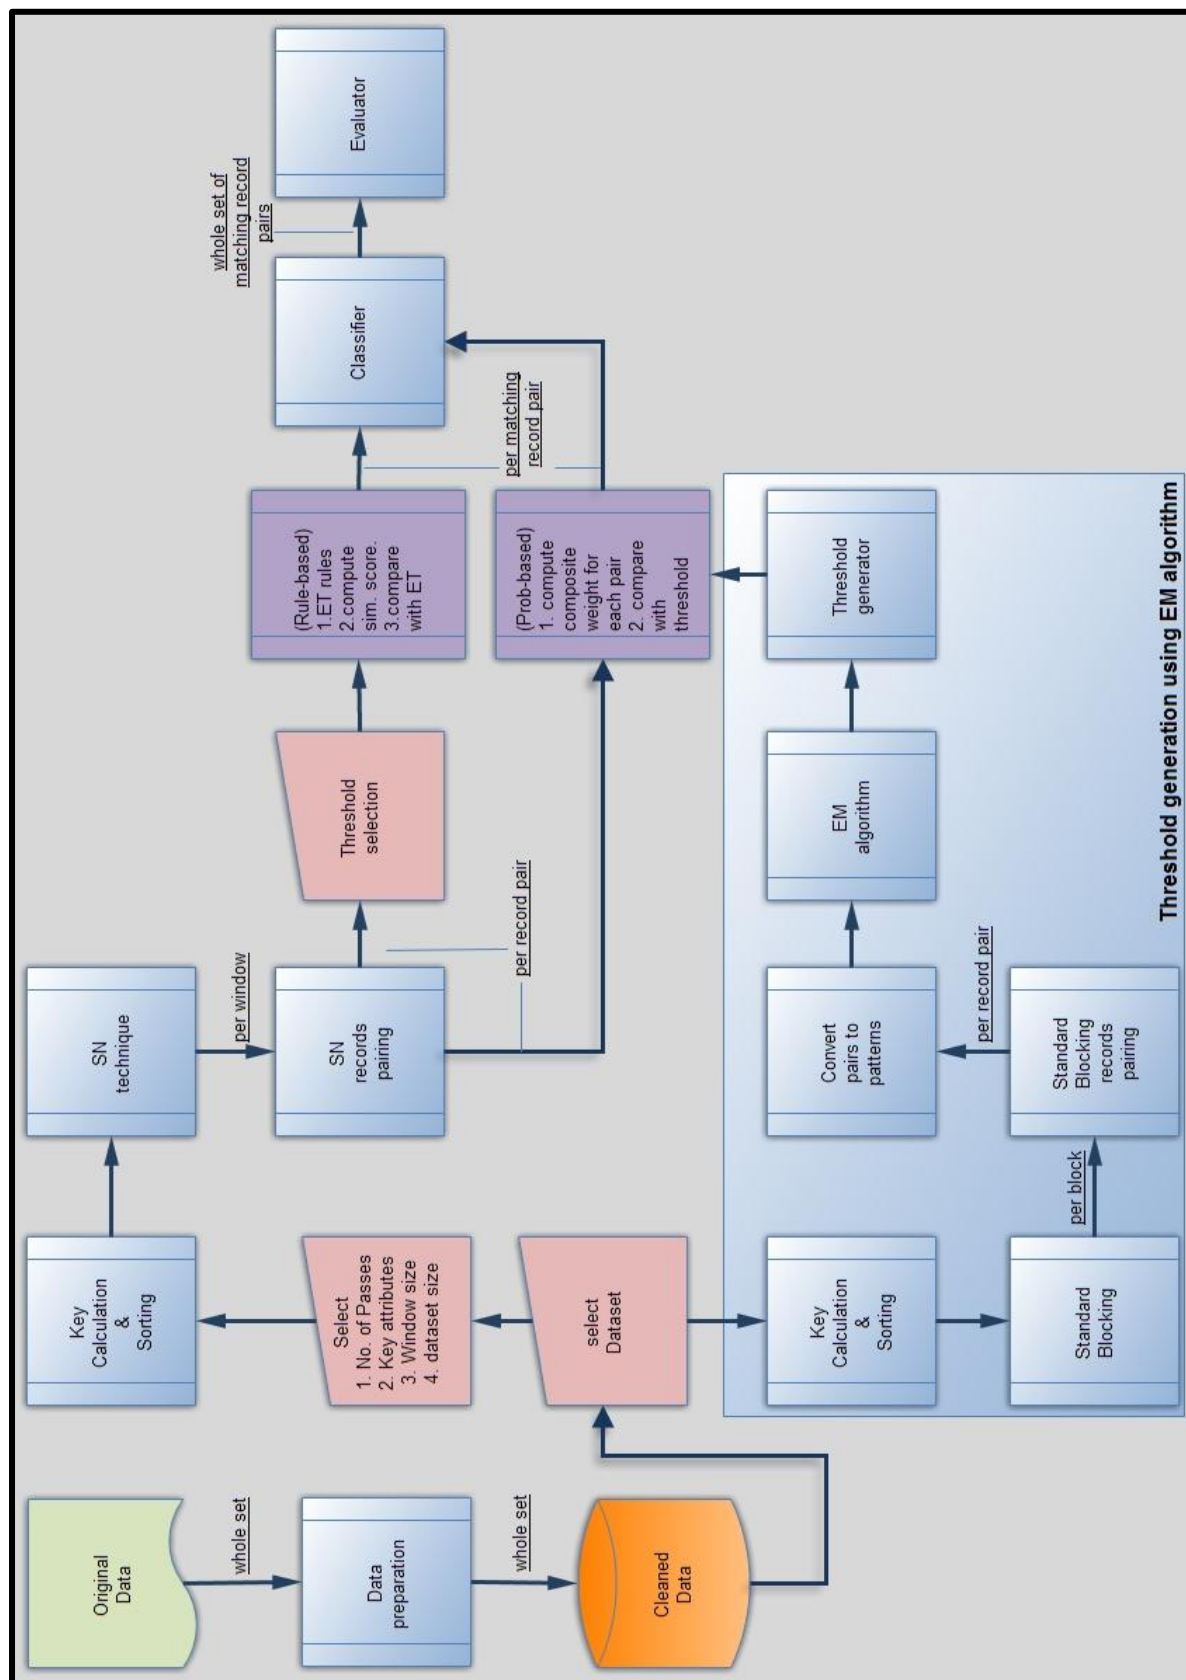 Original
Data
whole set
Data
preparation
whole set
Cleaned
Data
select
Dataset
Select
1. No. of Passes
2. Key attributes
3. Window size
4. dataset size
Key
Calculation
&
Sorting
SN
technique
per window
SN
records
pairing
per record pair
Threshold
selection
(Rule-based)
1.ET rules
2.compute
sim. score.
3.compare
with ET
(Prob-based)
1. compute
composite
weight for
each pair
2. compare
with
threshold
per matching
record pair
Classifier
whole set of
matching record
pairs
Evaluator
Key
Calculation
&
Sorting
Standard
Blocking
per block
Standard
Blocking
records
pairing
per record pair
Convert
pairs to
patterns
EM
algorithm
Threshold
generator
Threshold generation using EM algorithm